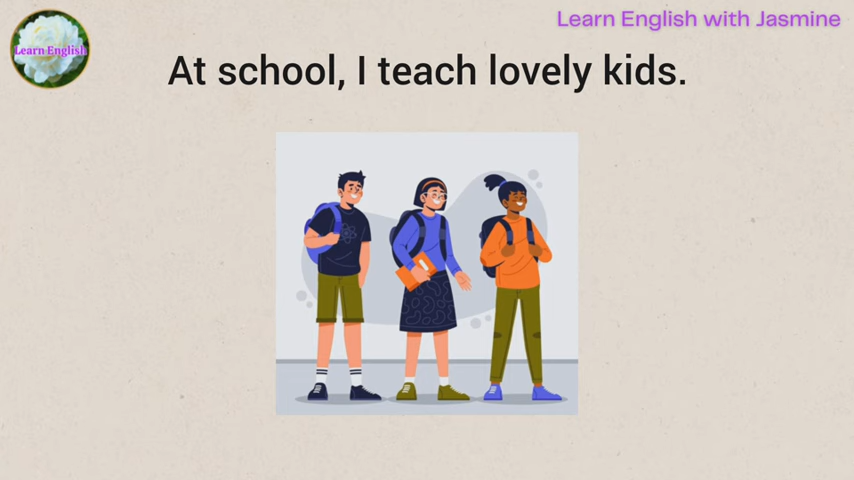 Learn English with Jasmine
Learn English
At school, I teach lovely kids.